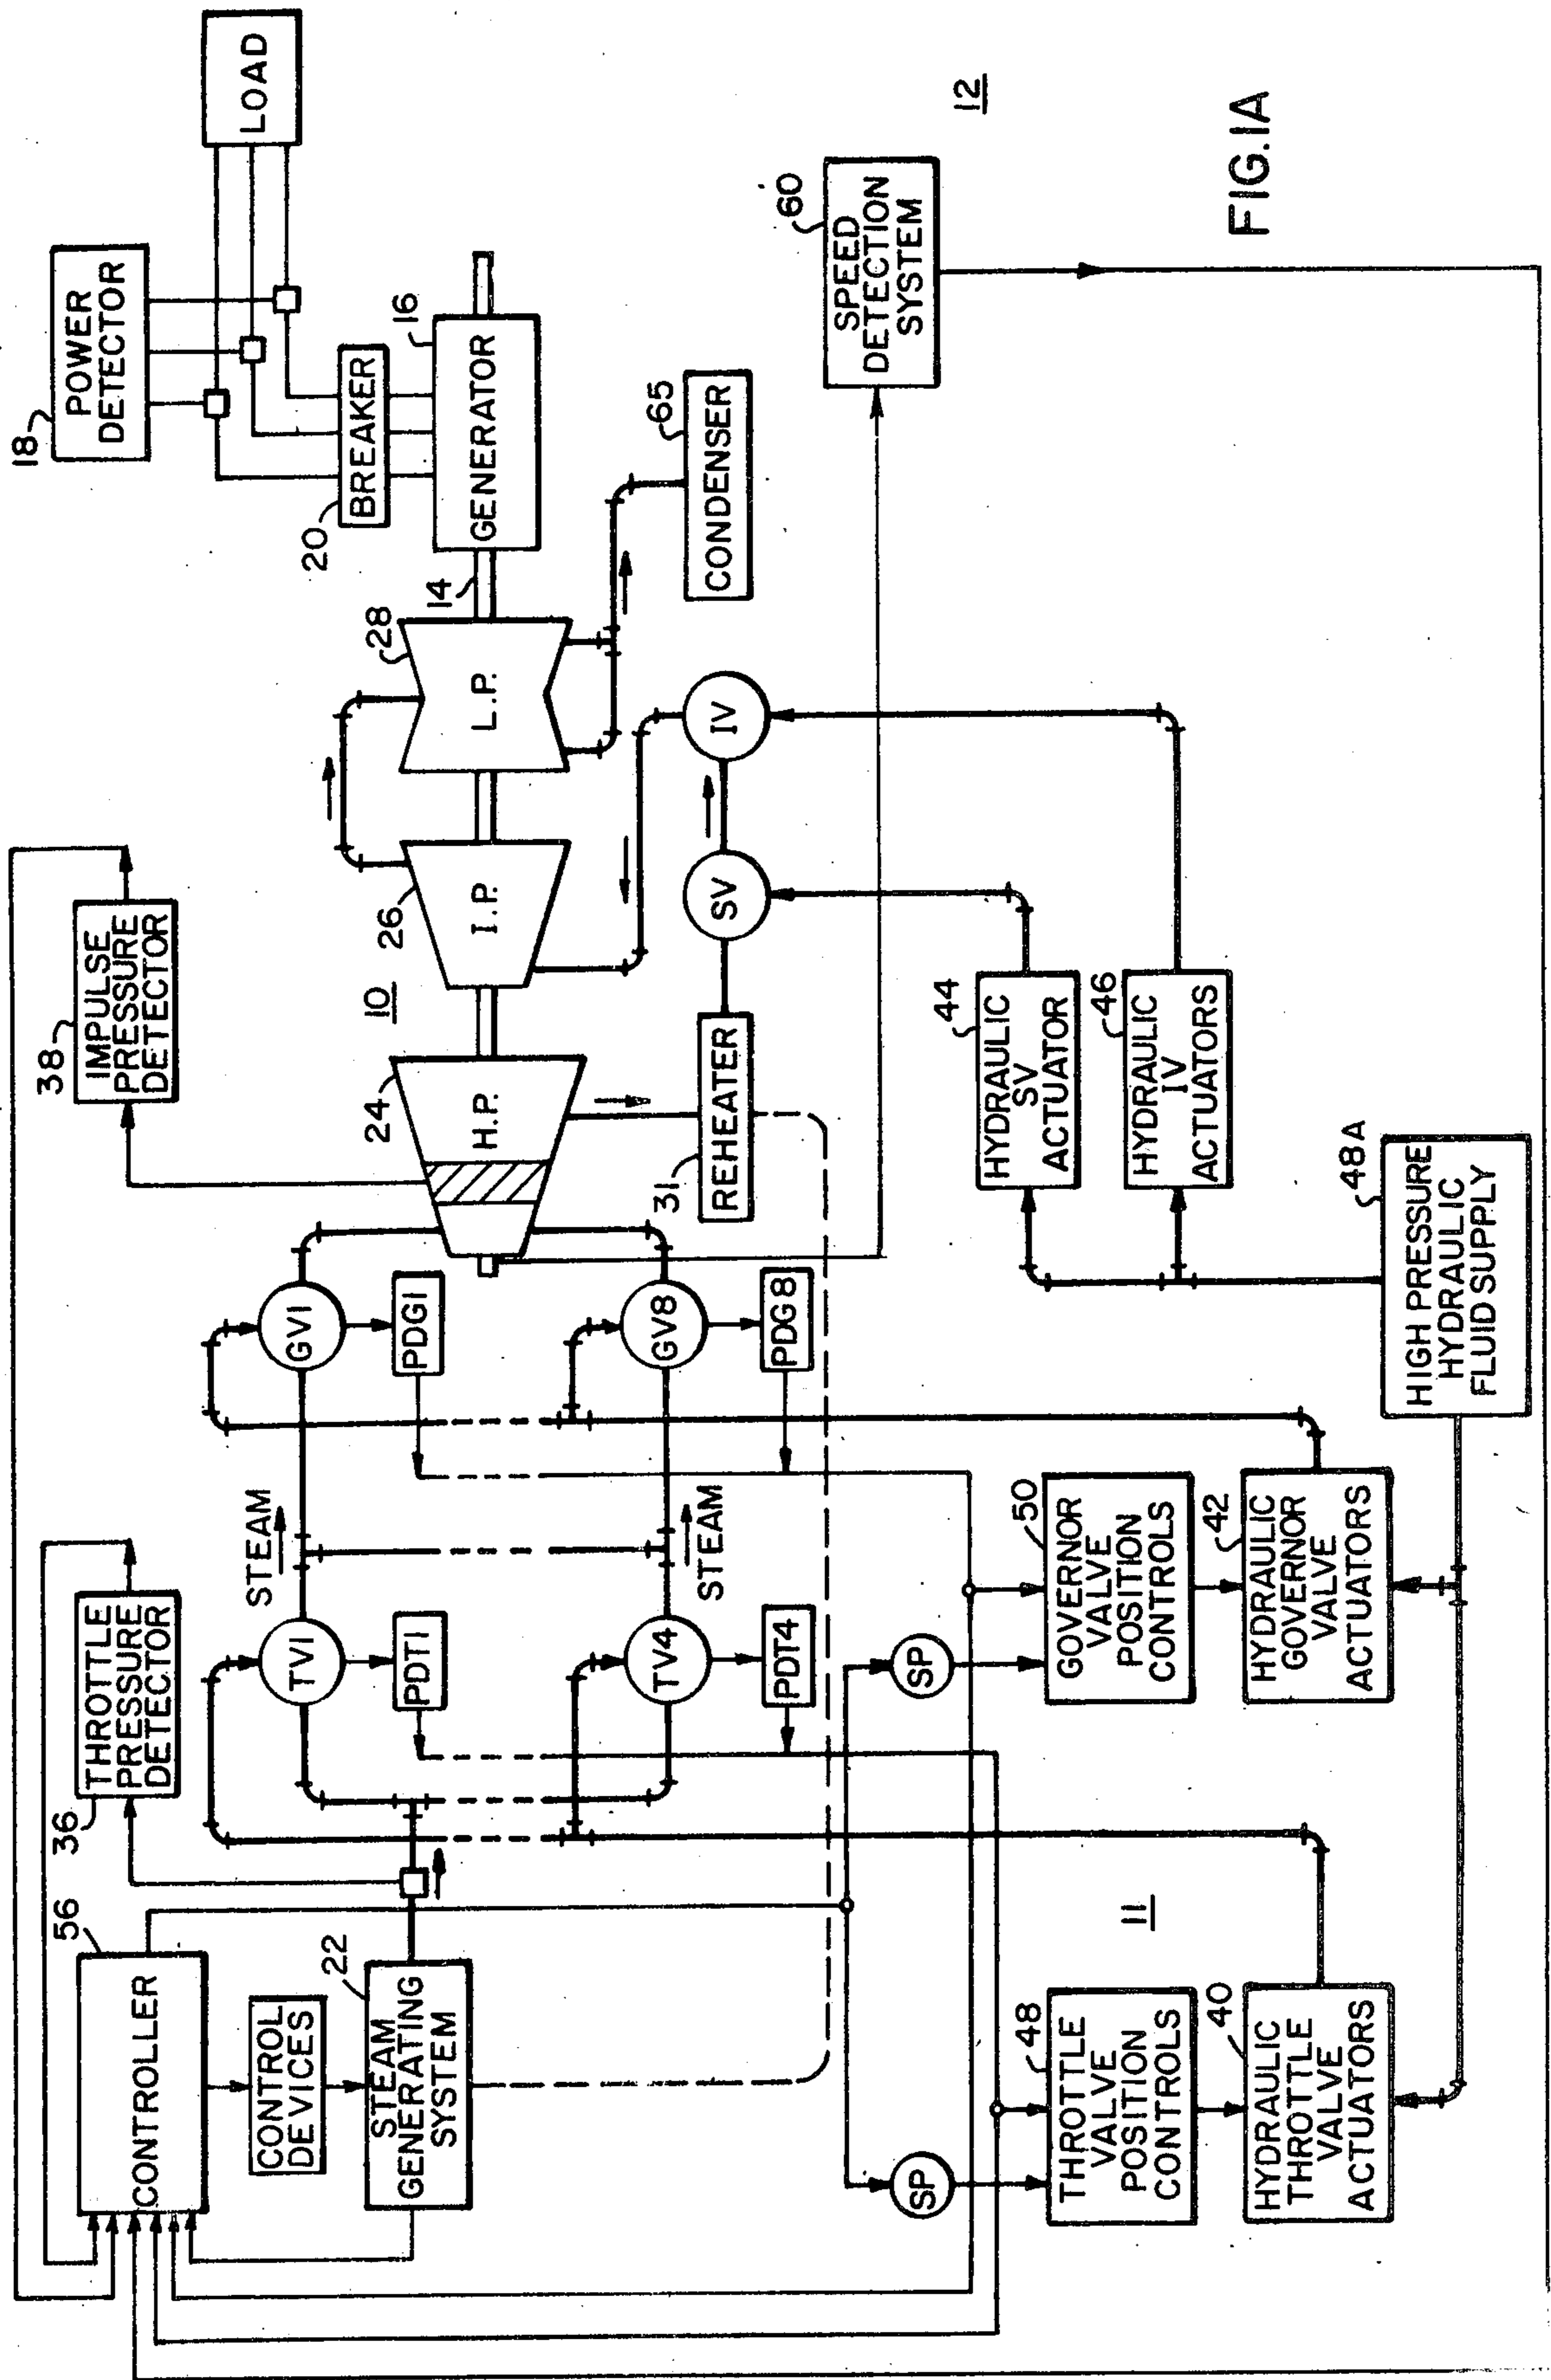 18
POWER
DETECTOR
LOAD
20
BREAKER
16
GENERATOR
14
28
L.P.
65
CONDENSER
12
60
SPEED
DETECTION
SYSTEM
FIG.1A
38
IMPULSE
PRESSURE
DETECTOR
10
24
H.P.
26
I.P.
31
REHEATER
SV
IV
44
HYDRAULIC
SV
ACTUATOR
46
HYDRAULIC
IV
ACTUATORS
48A
HIGH PRESSURE
HYDRAULIC
FLUID SUPPLY
36
THROTTLE
PRESSURE
DETECTOR
STEAM
TV1
GV1
PDT1
PDG1
TV4
GV8
STEAM
PDT4
PDG8
56
CONTROLLER
CONTROL
DEVICES
22
STEAM
GENERATING
SYSTEM
SP
SP
11
48
THROTTLE
VALVE
POSITION
CONTROLS
50
GOVERNOR
VALVE
POSITION
CONTROLS
40
HYDRAULIC
THROTTLE
VALVE
ACTUATORS
42
HYDRAULIC
GOVERNOR
VALVE
ACTUATORS